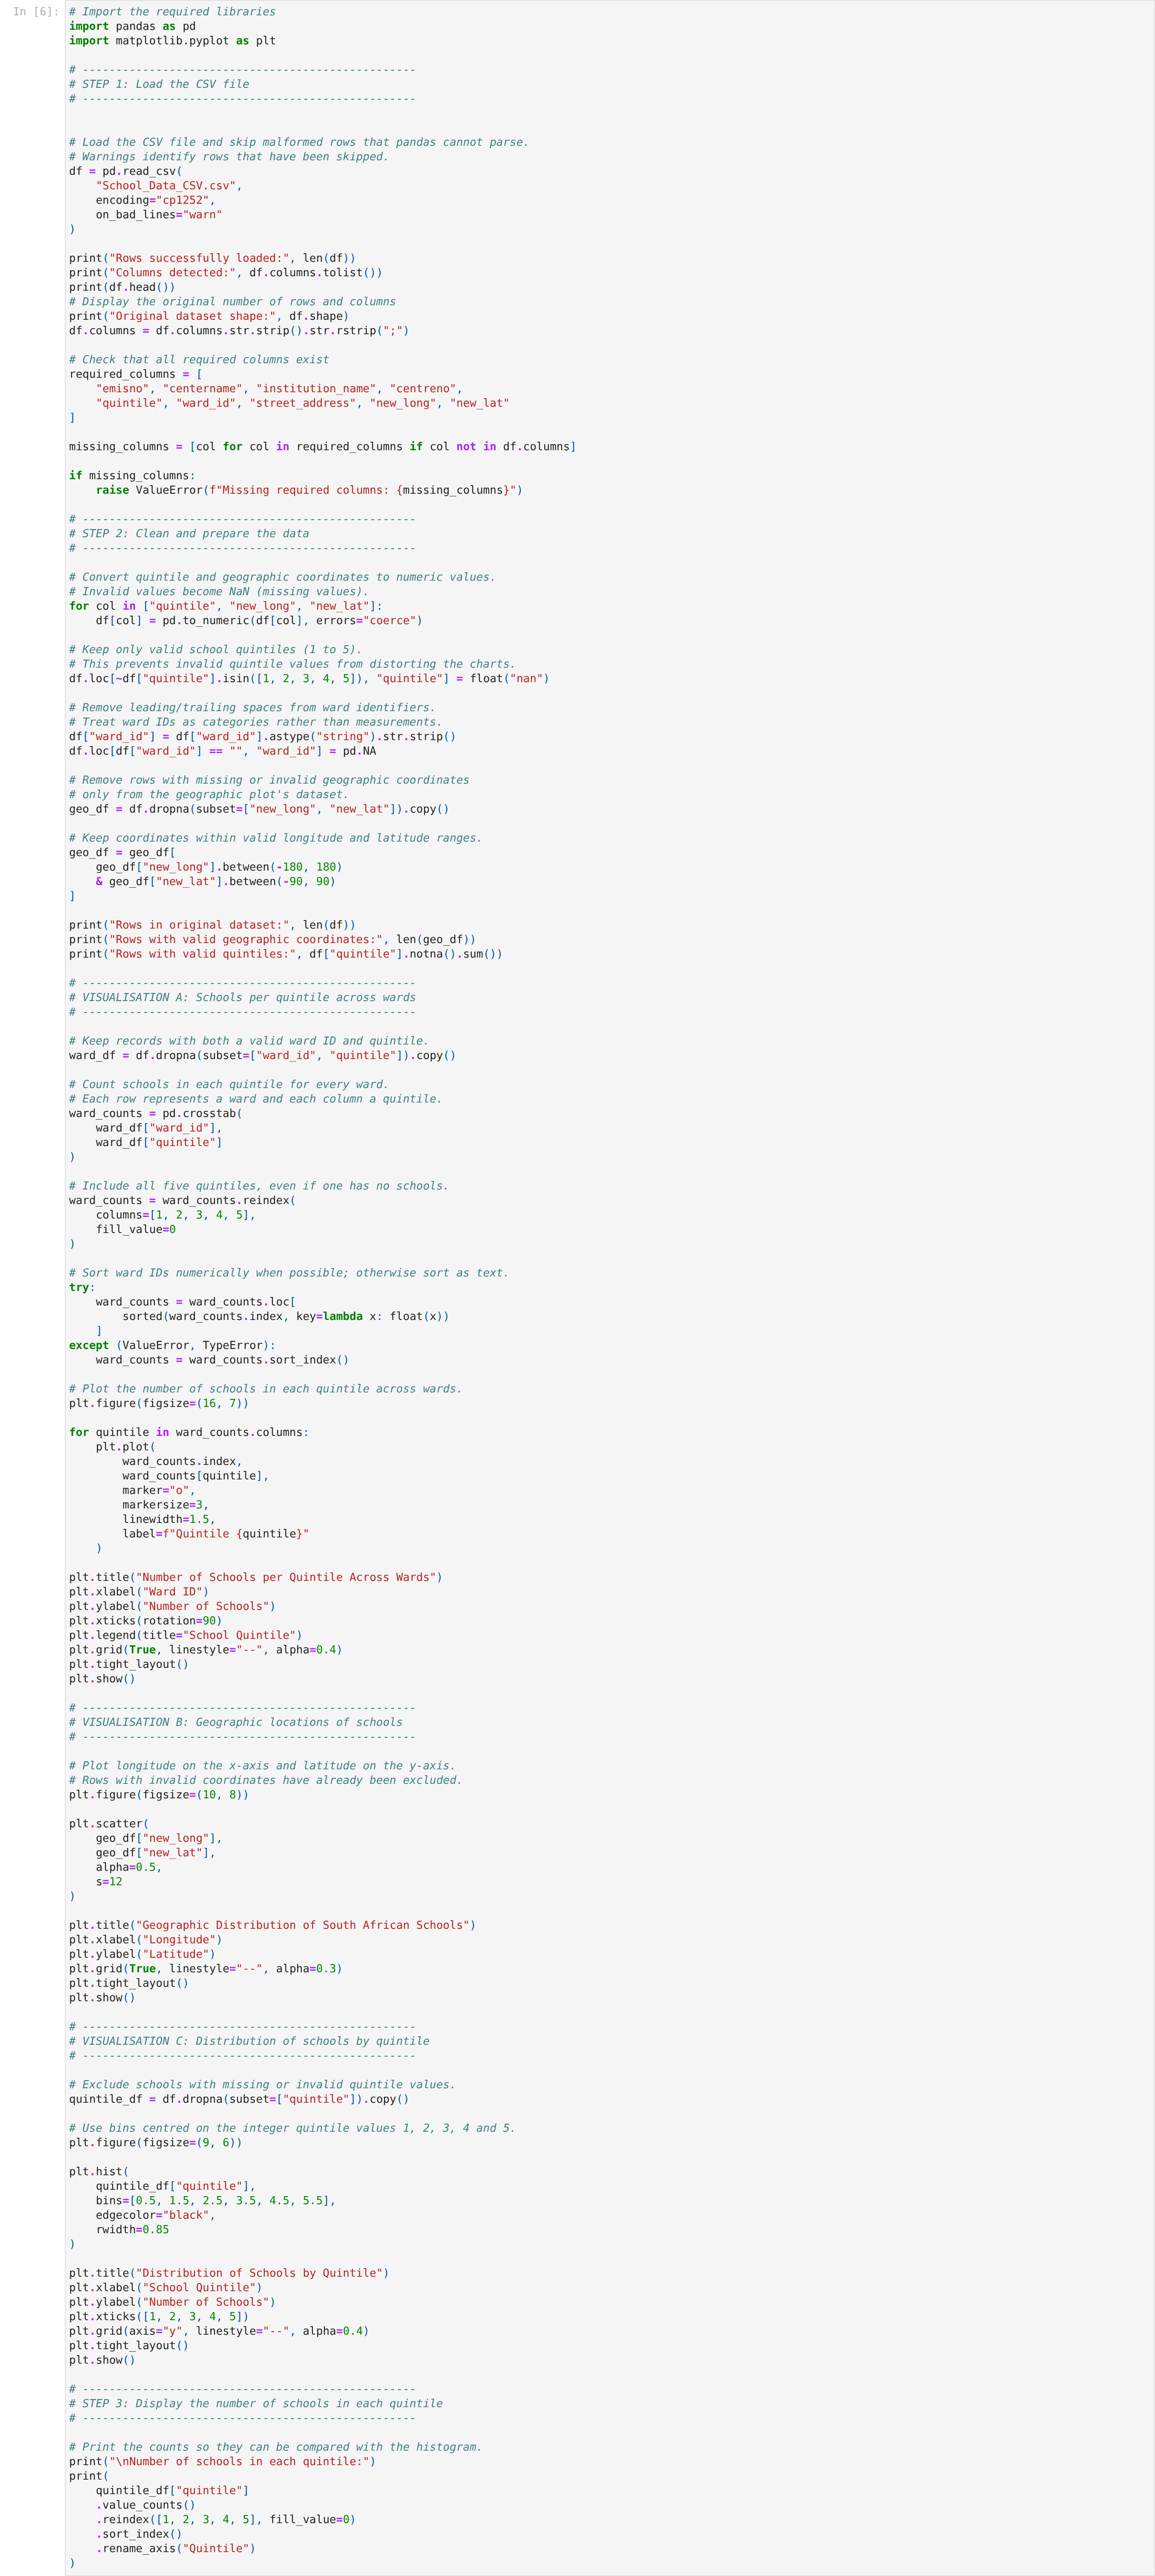 In [6]:
# Import the required libraries
import pandas as pd
import matplotlib.pyplot as plt

# --------------------------------------------------
# STEP 1: Load the CSV file
# --------------------------------------------------


# Load the CSV file and skip malformed rows that pandas cannot parse.
# Warnings identify rows that have been skipped.
df = pd.read_csv(
    "School_Data_CSV.csv",
    encoding="cp1252",
    on_bad_lines="warn"
)

print("Rows successfully loaded:", len(df))
print("Columns detected:", df.columns.tolist())
print(df.head())
# Display the original number of rows and columns
print("Original dataset shape:", df.shape)
df.columns = df.columns.str.strip().str.rstrip(";")

# Check that all required columns exist
required_columns = [
    "emisno", "centername", "institution_name", "centreno",
    "quintile", "ward_id", "street_address", "new_long", "new_lat"
]

missing_columns = [col for col in required_columns if col not in df.columns]

if missing_columns:
    raise ValueError(f"Missing required columns: {missing_columns}")

# --------------------------------------------------
# STEP 2: Clean and prepare the data
# --------------------------------------------------

# Convert quintile and geographic coordinates to numeric values.
# Invalid values become NaN (missing values).
for col in ["quintile", "new_long", "new_lat"]:
    df[col] = pd.to_numeric(df[col], errors="coerce")

# Keep only valid school quintiles (1 to 5).
# This prevents invalid quintile values from distorting the charts.
df.loc[~df["quintile"].isin([1, 2, 3, 4, 5]), "quintile"] = float("nan")

# Remove leading/trailing spaces from ward identifiers.
# Treat ward IDs as categories rather than measurements.
df["ward_id"] = df["ward_id"].astype("string").str.strip()
df.loc[df["ward_id"] == "", "ward_id"] = pd.NA

# Remove rows with missing or invalid geographic coordinates
# only from the geographic plot's dataset.
geo_df = df.dropna(subset=["new_long", "new_lat"]).copy()

# Keep coordinates within valid longitude and latitude ranges.
geo_df = geo_df[
    geo_df["new_long"].between(-180, 180)
    & geo_df["new_lat"].between(-90, 90)
]

print("Rows in original dataset:", len(df))
print("Rows with valid geographic coordinates:", len(geo_df))
print("Rows with valid quintiles:", df["quintile"].notna().sum())

# --------------------------------------------------
# VISUALISATION A: Schools per quintile across wards
# --------------------------------------------------

# Keep records with both a valid ward ID and quintile.
ward_df = df.dropna(subset=["ward_id", "quintile"]).copy()

# Count schools in each quintile for every ward.
# Each row represents a ward and each column a quintile.
ward_counts = pd.crosstab(
    ward_df["ward_id"],
    ward_df["quintile"]
)

# Include all five quintiles, even if one has no schools.
ward_counts = ward_counts.reindex(
    columns=[1, 2, 3, 4, 5],
    fill_value=0
)

# Sort ward IDs numerically when possible; otherwise sort as text.
try:
    ward_counts = ward_counts.loc[
        sorted(ward_counts.index, key=lambda x: float(x))
    ]
except (ValueError, TypeError):
    ward_counts = ward_counts.sort_index()

# Plot the number of schools in each quintile across wards.
plt.figure(figsize=(16, 7))

for quintile in ward_counts.columns:
    plt.plot(
        ward_counts.index,
        ward_counts[quintile],
        marker="o",
        markersize=3,
        linewidth=1.5,
        label=f"Quintile {quintile}"
    )

plt.title("Number of Schools per Quintile Across Wards")
plt.xlabel("Ward ID")
plt.ylabel("Number of Schools")
plt.xticks(rotation=90)
plt.legend(title="School Quintile")
plt.grid(True, linestyle="--", alpha=0.4)
plt.tight_layout()
plt.show()

# --------------------------------------------------
# VISUALISATION B: Geographic locations of schools
# --------------------------------------------------

# Plot longitude on the x-axis and latitude on the y-axis.
# Rows with invalid coordinates have already been excluded.
plt.figure(figsize=(10, 8))

plt.scatter(
    geo_df["new_long"],
    geo_df["new_lat"],
    alpha=0.5,
    s=12
)

plt.title("Geographic Distribution of South African Schools")
plt.xlabel("Longitude")
plt.ylabel("Latitude")
plt.grid(True, linestyle="--", alpha=0.3)
plt.tight_layout()
plt.show()

# --------------------------------------------------
# VISUALISATION C: Distribution of schools by quintile
# --------------------------------------------------

# Exclude schools with missing or invalid quintile values.
quintile_df = df.dropna(subset=["quintile"]).copy()

# Use bins centred on the integer quintile values 1, 2, 3, 4 and 5.
plt.figure(figsize=(9, 6))

plt.hist(
    quintile_df["quintile"],
    bins=[0.5, 1.5, 2.5, 3.5, 4.5, 5.5],
    edgecolor="black",
    rwidth=0.85
)

plt.title("Distribution of Schools by Quintile")
plt.xlabel("School Quintile")
plt.ylabel("Number of Schools")
plt.xticks([1, 2, 3, 4, 5])
plt.grid(axis="y", linestyle="--", alpha=0.4)
plt.tight_layout()
plt.show()

# --------------------------------------------------
# STEP 3: Display the number of schools in each quintile
# --------------------------------------------------

# Print the counts so they can be compared with the histogram.
print("\nNumber of schools in each quintile:")
print(
    quintile_df["quintile"]
    .value_counts()
    .reindex([1, 2, 3, 4, 5], fill_value=0)
    .sort_index()
    .rename_axis("Quintile")
)